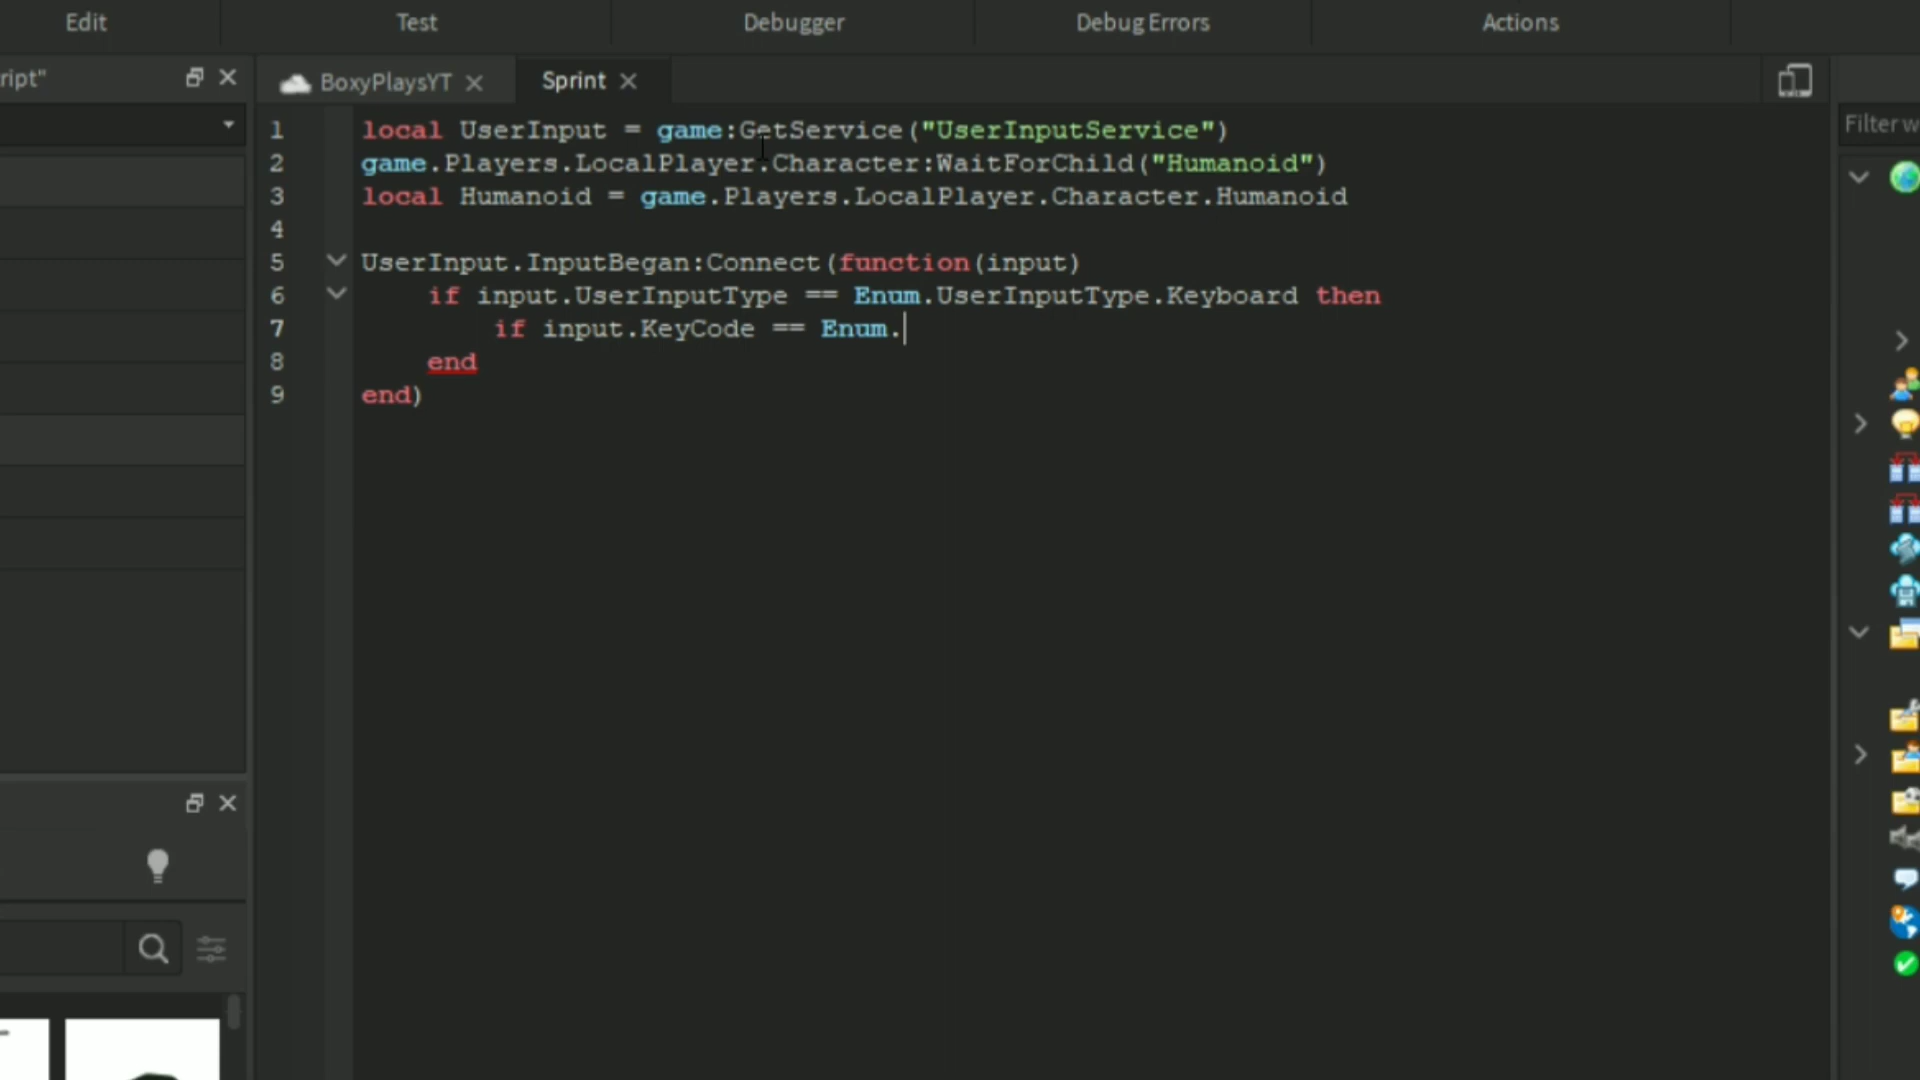 Edit Test Debugger Debug Errors Actions
ript" BoxyPlaysYT Sprint
Filter w
1 local UserInput = game:GetService("UserInputService")
2 game.Players.LocalPlayer.Character:WaitForChild("Humanoid")
3 local Humanoid = game.Players.LocalPlayer.Character.Humanoid
4
5 UserInput.InputBegan:Connect(function(input)
6 if input.UserInputType == Enum.UserInputType.Keyboard then
7 if input.KeyCode == Enum.
8 end
9 end)